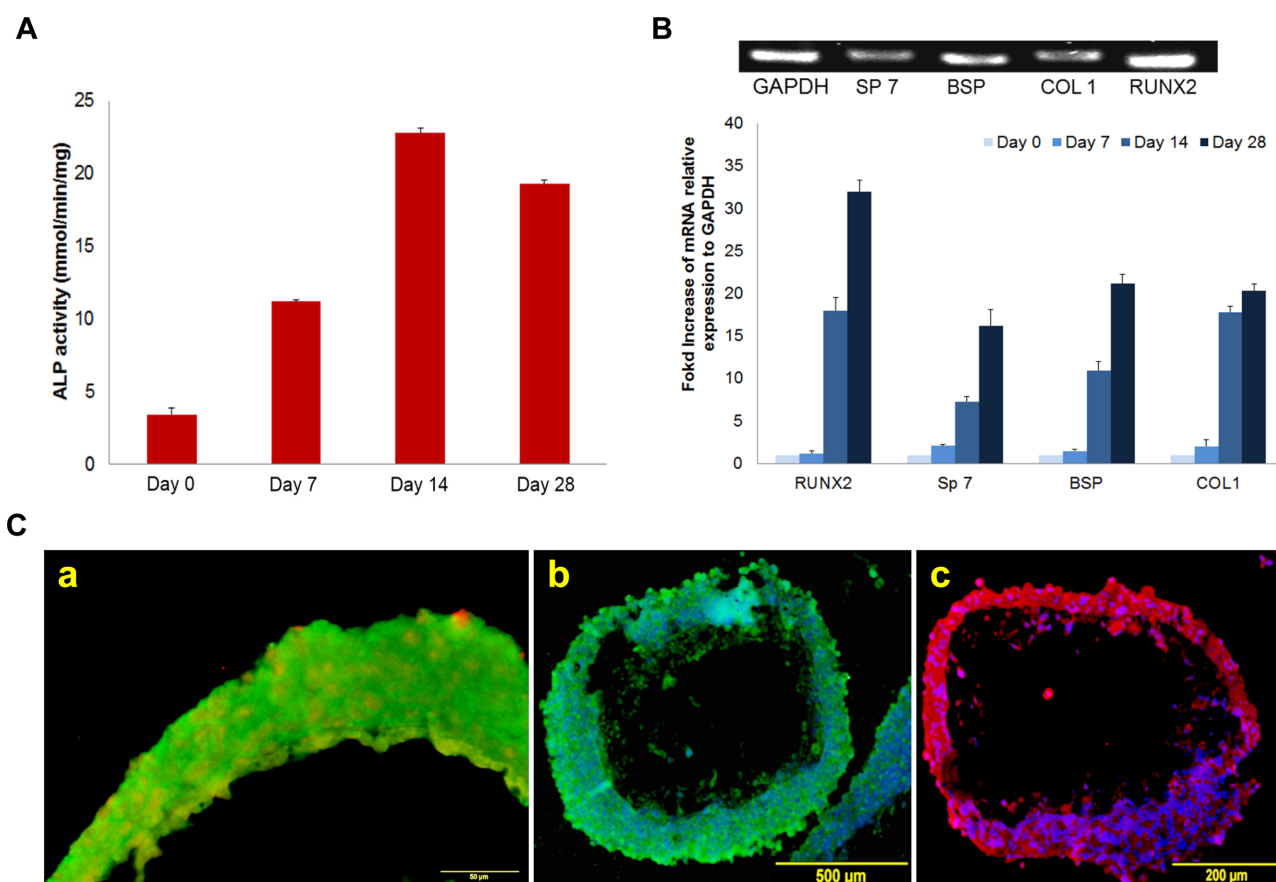 A
ALP activity (mmol/min/mg)
25
20
15
10
5
0
Day 0 Day 7 Day 14 Day 28
B
GAPDH SP 7 BSP COL 1 RUNX2
Fokd Increase of mRNA relative
expression to GAPDH
40
35
30
25
20
15
10
5
0
Day 0 Day 7 Day 14 Day 28
RUNX2 Sp 7 BSP COL1
C
a
50 µm
b
500 µm
c
200 µm